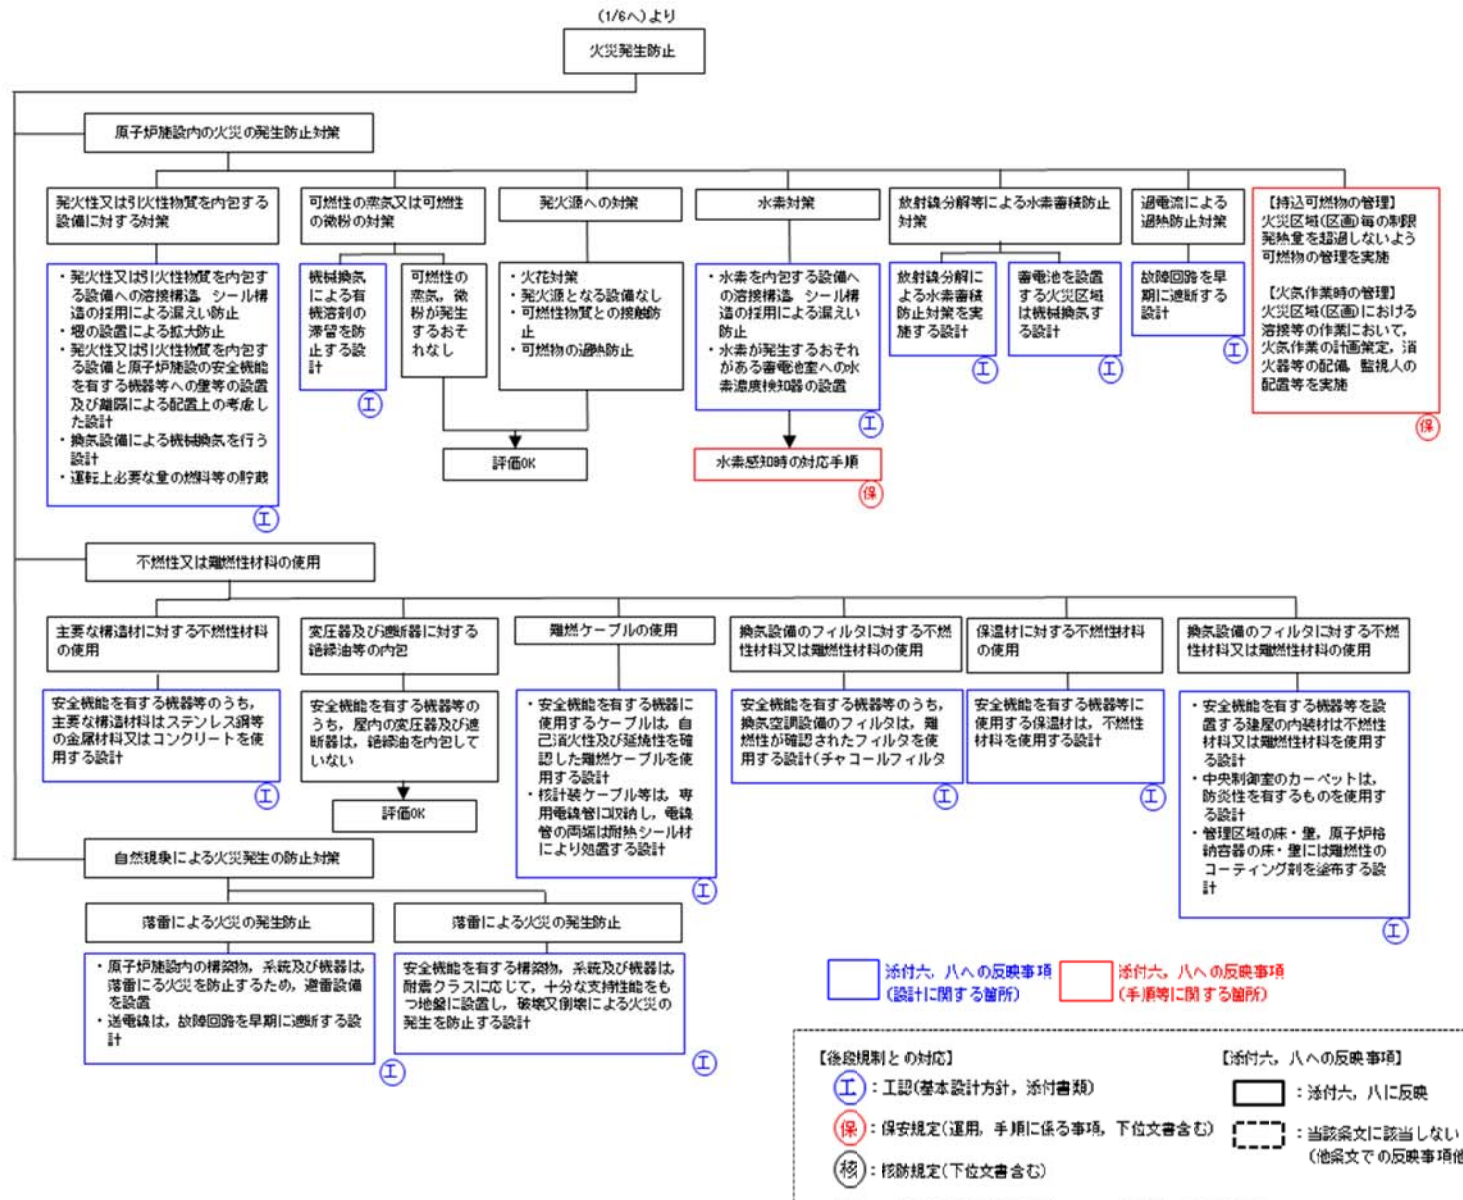 (1/6へ)より
火災発生防止
原子炉施設内の火災の発生防止対策
発火性又は引火性物質を内包する
設備に対する対策
・発火性又は引火性物質を内包す
る設備への溶接構造,シール構
造の採用による漏えい防止
・堰の設置による拡大防止
・発火性又は引火性物質を内包す
る設備と原子炉施設の安全機能
を有する機器等への壁等の設置
及び離隔による配置上の考慮し
た設計
・換気設備による機械換気を行う
設計
・運転上必要な量の燃料等の貯蔵
工
可燃性の蒸気又は可燃性
の微粉の対策
機械換気
による有
機溶剤の
滞留を防
止する設
計
工
可燃性の
蒸気,微
粉が発生
するおそ
れなし
発火源への対策
・火花対策
・発火源となる設備なし
・可燃性物質との接触防
止
・可燃物の過熱防止
評価OK
水素対策
・水素を内包する設備へ
の溶接構造,シール構
造の採用による漏えい
防止
・水素が発生するおそれ
がある蓄電池室への水
素濃度検知器の設置
工
水素感知時の対応手順
保
放射線分解等による水素蓄積防止
対策
放射線分解に
よる水素蓄積
防止対策を実
施する設計
工
蓄電池を設置
する火災区域
は機械換気す
る設計
工
過電流による
過熱防止対策
故障回路を早
期に遮断する
設計
工
【持込可燃物の管理】
火災区域(区画)毎の制限
発熱量を超過しないよう
可燃物の管理を実施
【火気作業時の管理】
火災区域(区画)における
溶接等の作業において,
火気作業の計画策定,消
火器等の配備,監視人の
配置等を実施
保
不燃性又は難燃性材料の使用
主要な構造材に対する不燃性材料
の使用
安全機能を有する機器等のうち,
主要な構造材料はステンレス鋼等
の金属材料又はコンクリートを使
用する設計
工
変圧器及び遮断器に対する
絶縁油等の内包
安全機能を有する機器等の
うち,屋内の変圧器及び遮
断器は,絶縁油を内包して
いない
評価OK
難燃ケーブルの使用
・安全機能を有する機器に
使用するケーブルは,自
己消火性及び延焼性を確
認した難燃ケーブルを使
用する設計
・核計装ケーブル等は,専
用電線管に収納し,電線
管の両端は耐熱シール材
により処置する設計
工
換気設備のフィルタに対する不燃
性材料又は難燃性材料の使用
安全機能を有する機器等のうち,
換気空調設備のフィルタは,難
燃性が確認されたフィルタを使
用する設計(チャコールフィルタ
工
保温材に対する不燃性材料
の使用
安全機能を有する機器等に
使用する保温材は,不燃性
材料を使用する設計
工
換気設備のフィルタに対する不燃
性材料又は難燃性材料の使用
・安全機能を有する機器等を設
置する建屋の内装材は不燃性
材料又は難燃性材料を使用す
る設計
・中央制御室のカーペットは,
防炎性を有するものを使用す
る設計
・管理区域の床・壁,原子炉格
納容器の床・壁には難燃性の
コーティング剤を塗布する設
計
工
自然現象による火災発生の防止対策
落雷による火災の発生防止
・原子炉施設内の構築物,系統及び機器は,
落雷にる火災を防止するため,避雷設備
を設置
・送電線は,故障回路を早期に遮断する設
計
工
落雷による火災の発生防止
安全機能を有する構築物,系統及び機器は,
耐震クラスに応じて,十分な支持性能をも
つ地盤に設置し,破壊又倒壊による火災の
発生を防止する設計
工
添付六,八への反映事項
(設計に関する箇所)
添付六,八への反映事項
(手順等に関する箇所)
【後段規制との対応】
工:工認(基本設計方針,添付書類)
保:保安規定(運用,手順に係る事項,下位文書含む)
核:核防規定(下位文書含む)
【添付六,八への反映事項】
:添付六,八に反映
:当該条文に該当しない
(他条文での反映事項他